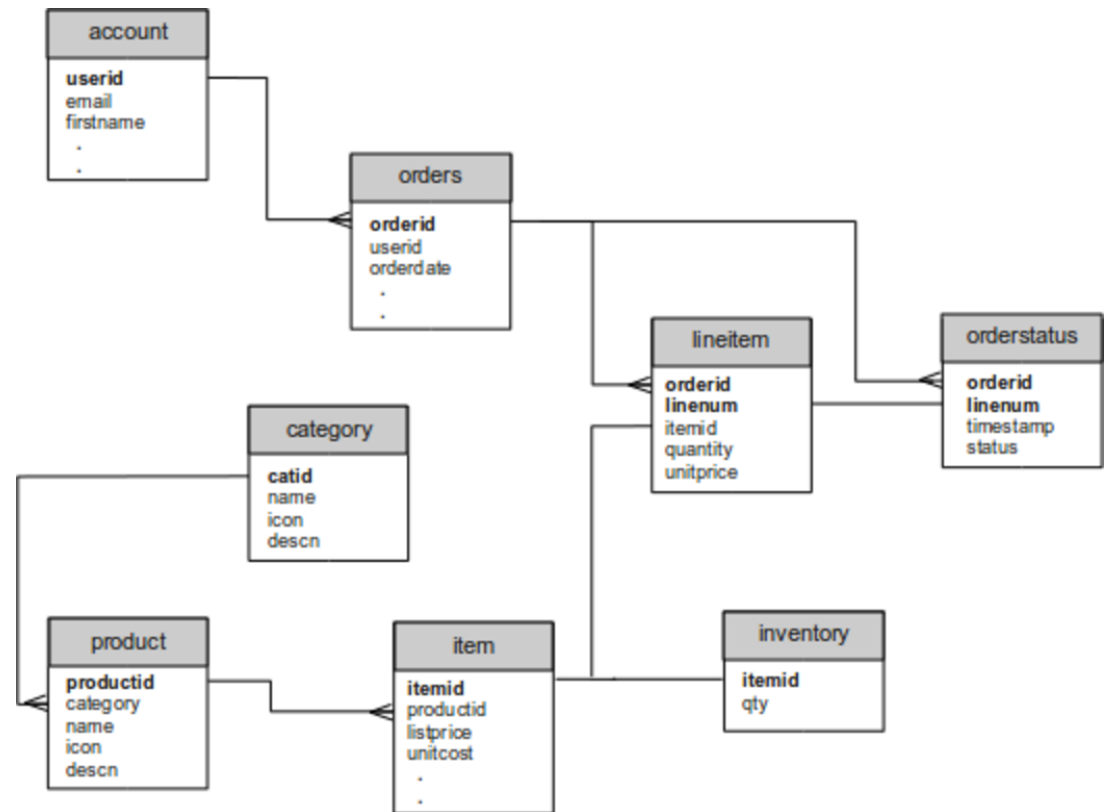 account
userid
email
firstname
.
.
orders
orderid
userid
orderdate
.
.
lineitem
orderid
linenum
itemid
quantity
unitprice
orderstatus
orderid
linenum
timestamp
status
category
catid
name
icon
descn
product
productid
category
name
icon
descn
item
itemid
productid
listprice
unitcost
.
.
inventory
itemid
qty